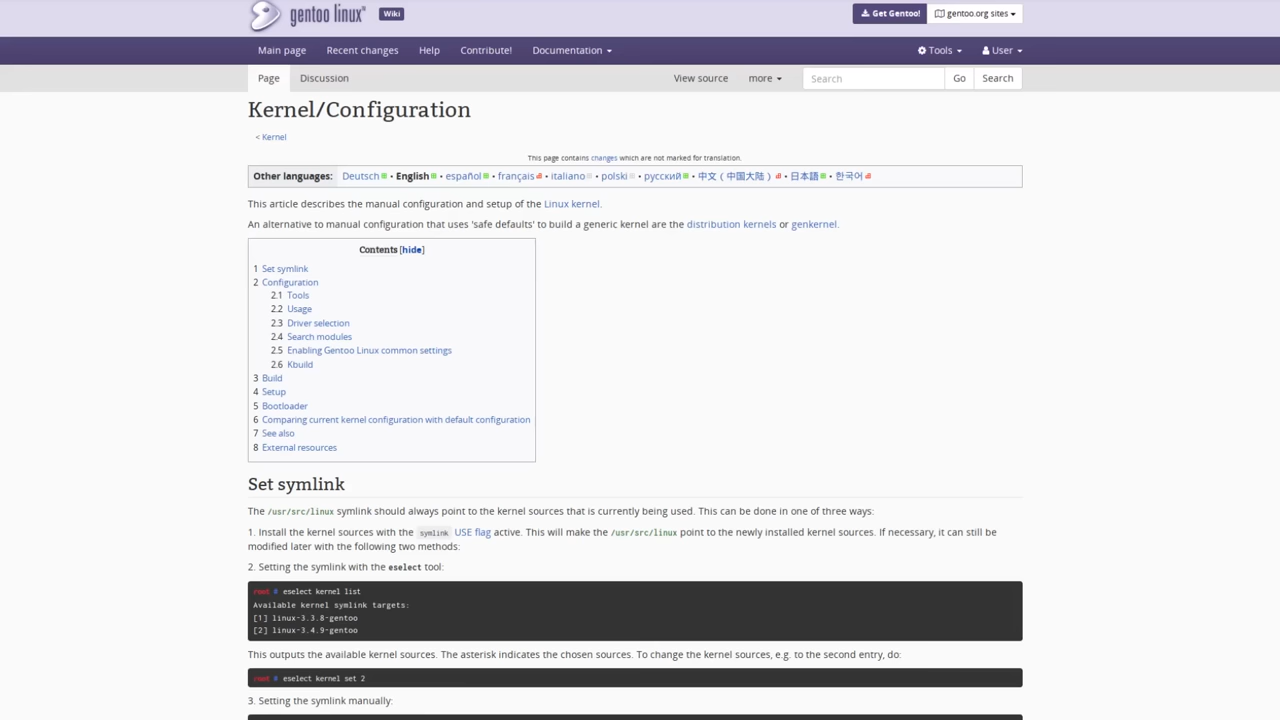 gentoo linux® Wiki Get Gentoo! gentoo.org sites
Main page Recent changes Help Contribute! Documentation Tools User
Page Discussion View source more Search Go Search
Kernel/Configuration
< Kernel
This page contains changes which are not marked for translation.
Other languages: Deutsch • English • español • français • italiano • polski • русский • 中文（中国大陆） • 日本語 • 한국어
This article describes the manual configuration and setup of the Linux kernel.
An alternative to manual configuration that uses 'safe defaults' to build a generic kernel are the distribution kernels or genkernel.
Contents [hide]
1 Set symlink
2 Configuration
2.1 Tools
2.2 Usage
2.3 Driver selection
2.4 Search modules
2.5 Enabling Gentoo Linux common settings
2.6 Kbuild
3 Build
4 Setup
5 Bootloader
6 Comparing current kernel configuration with default configuration
7 See also
8 External resources
Set symlink
The /usr/src/linux symlink should always point to the kernel sources that is currently being used. This can be done in one of three ways:
1. Install the kernel sources with the symlink USE flag active. This will make the /usr/src/linux point to the newly installed kernel sources. If necessary, it can still be
modified later with the following two methods:
2. Setting the symlink with the eselect tool:
root # eselect kernel list
Available kernel symlink targets:
[1] linux-3.3.8-gentoo
[2] linux-3.4.9-gentoo
This outputs the available kernel sources. The asterisk indicates the chosen sources. To change the kernel sources, e.g. to the second entry, do:
root # eselect kernel set 2
3. Setting the symlink manually: